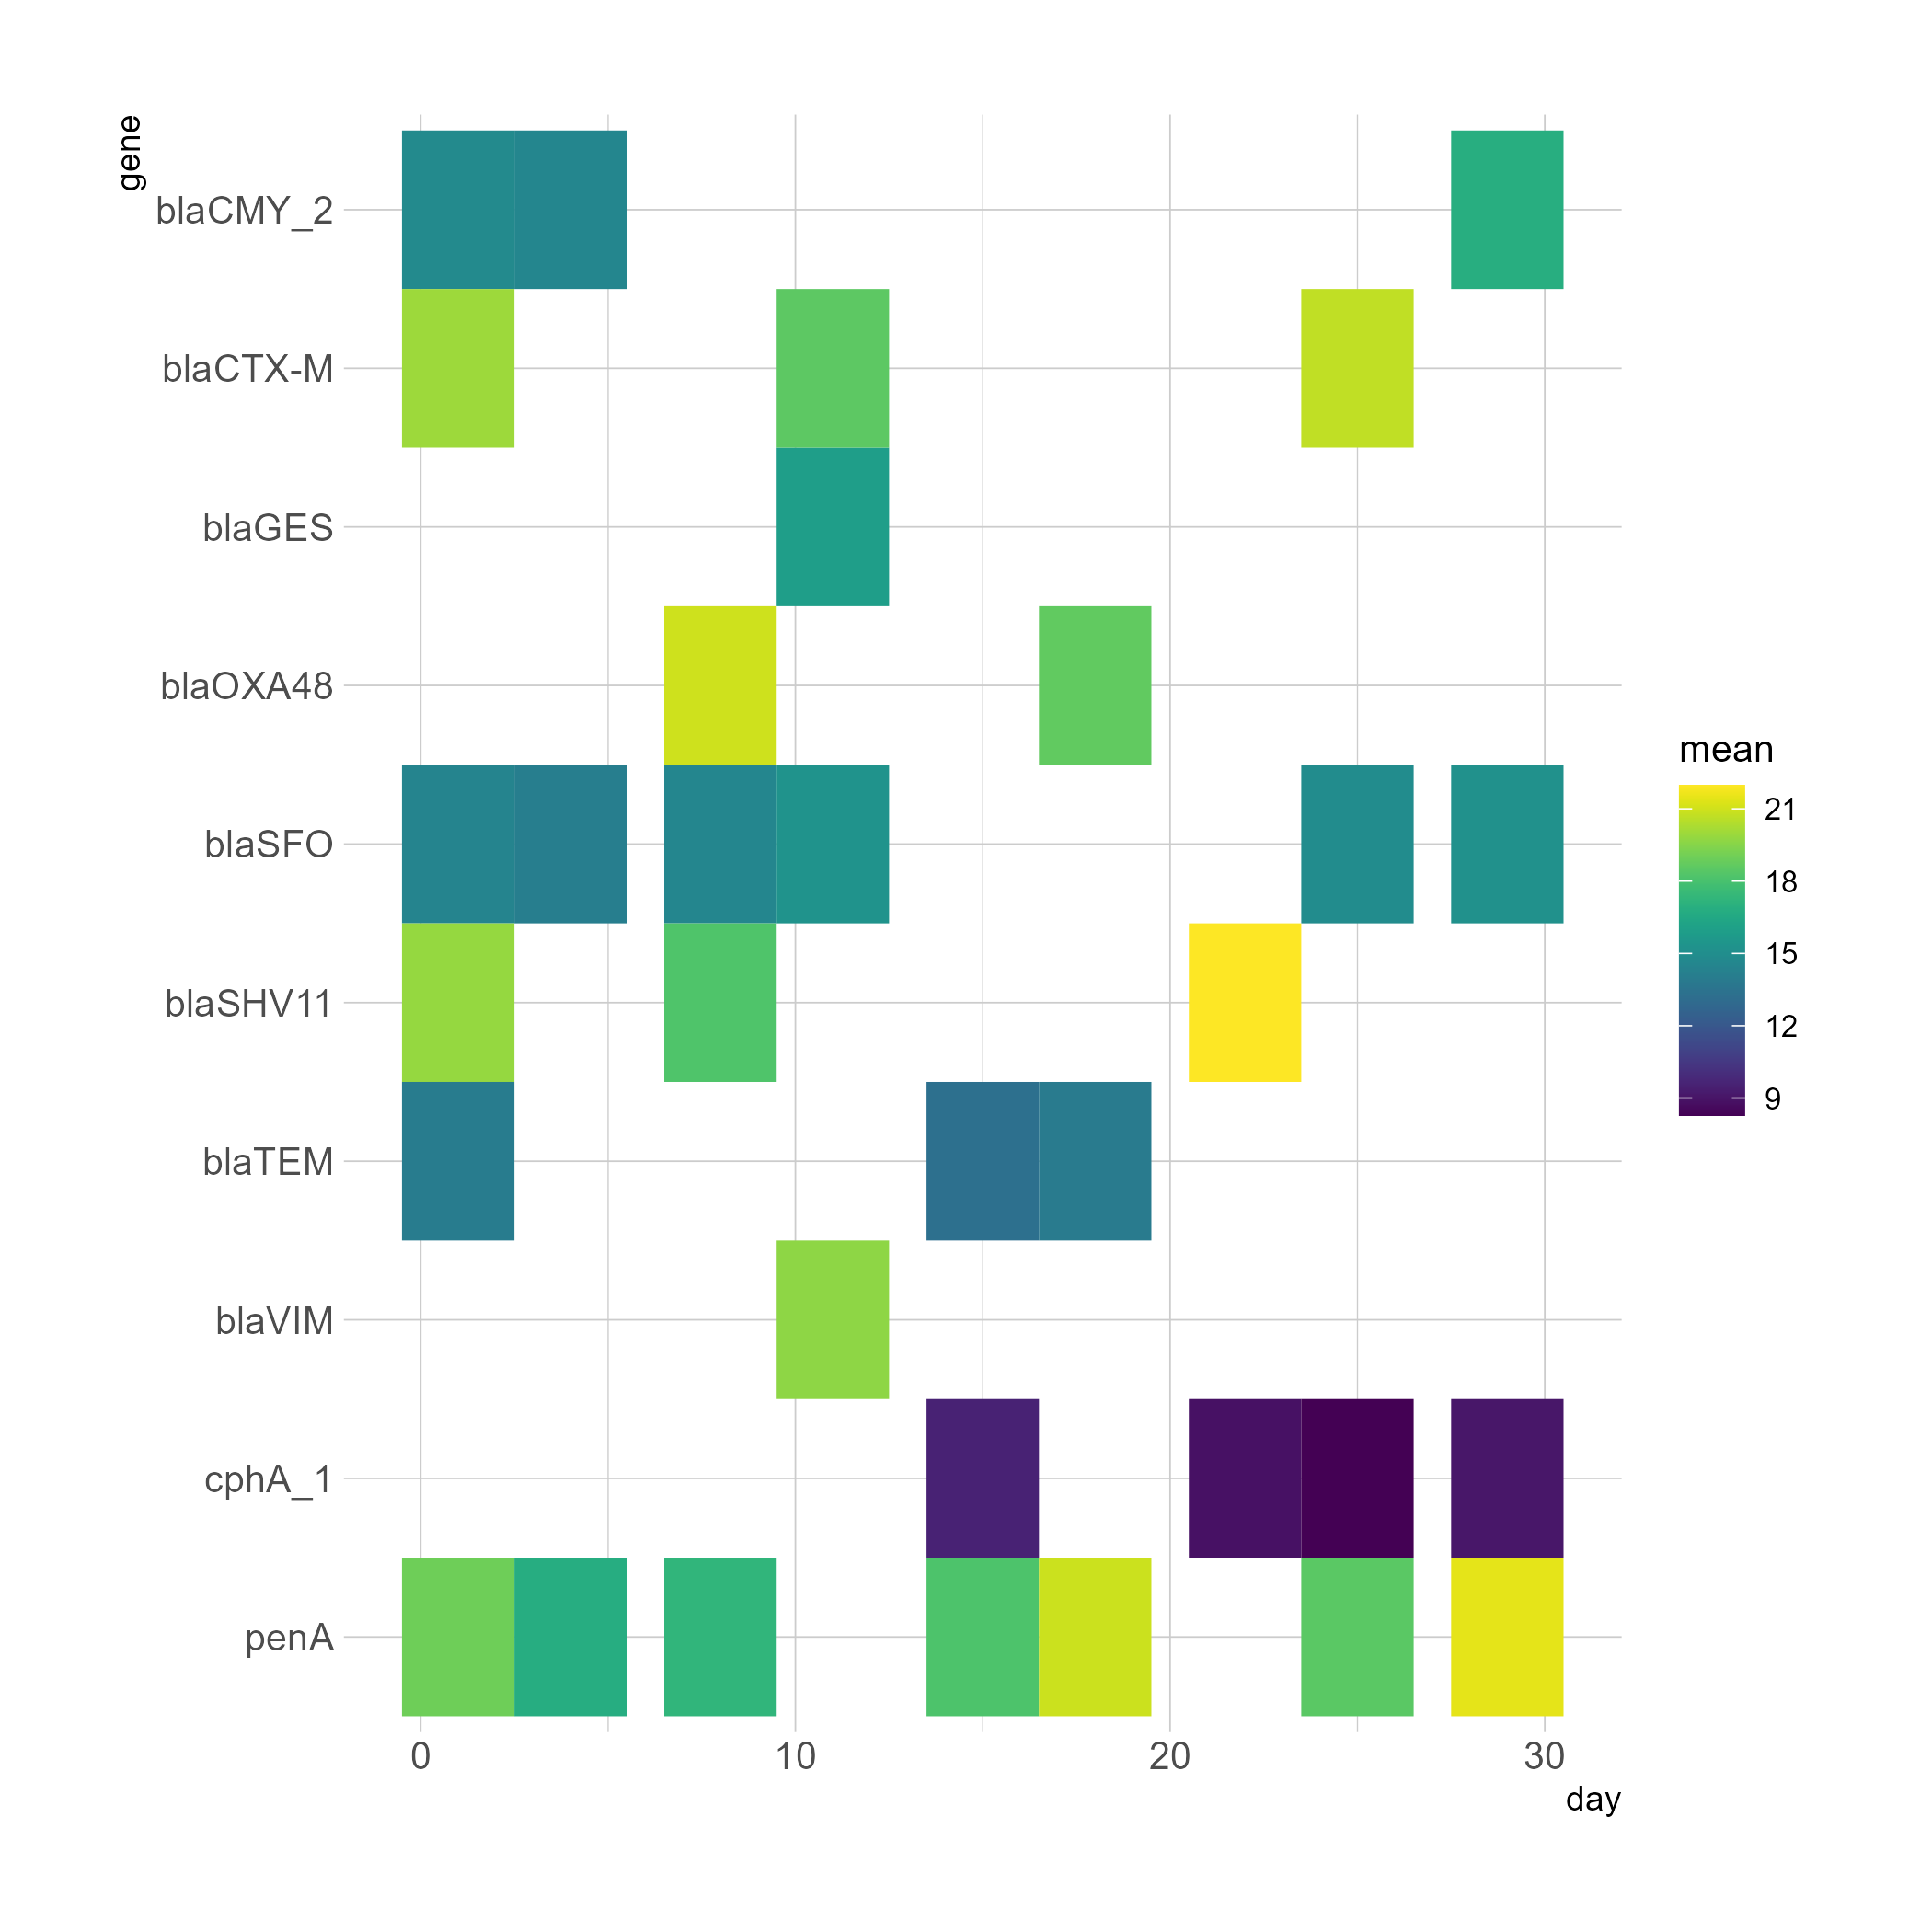 gene
blaCMY_2
blaCTX-M
blaGES
blaOXA48
blaSFO
blaSHV11
blaTEM
blaVIM
cphA_1
penA
0 10 20 30
day
mean
21
18
15
12
9